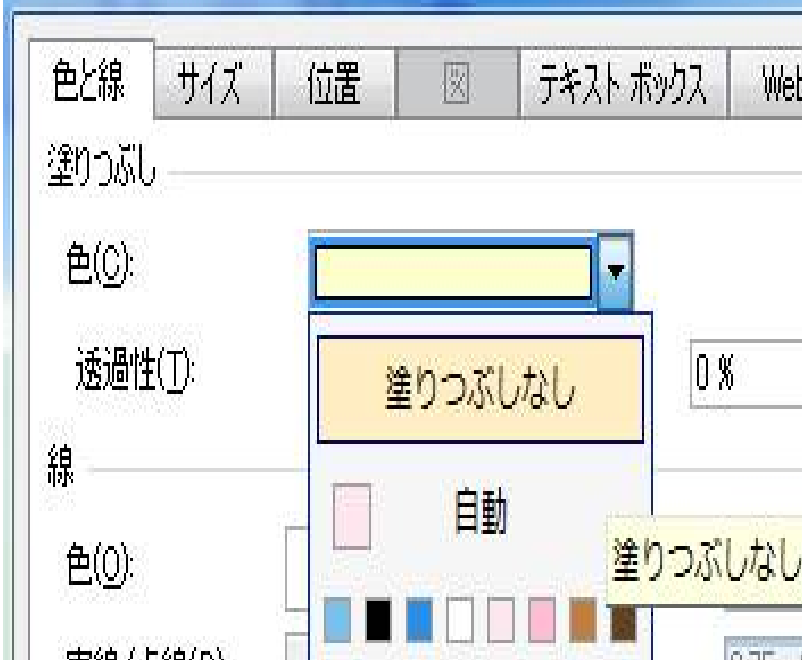 色と線 サイズ 位置 図 テキスト ボックス Web
塗りつぶし
色(C):
透過性(T): 0 %
塗りつぶしなし
線
自動
塗りつぶしなし
色(O):